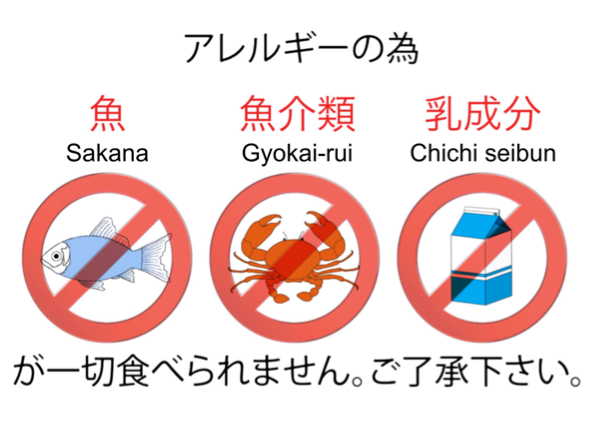 アレルギーの為
魚 魚介類 乳成分
Sakana Gyokai-rui Chichi seibun
が一切食べられません。ご了承下さい。